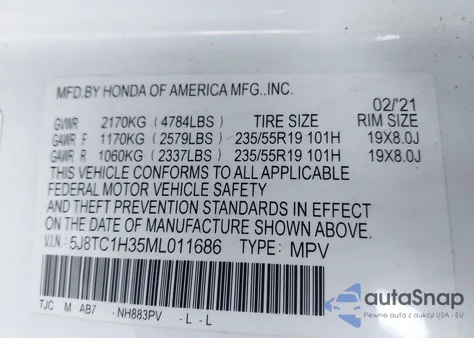 MFD.BY HONDA OF AMERICA MFG.,INC.
02/'21
GVWR 2170KG (4784LBS) TIRE SIZE RIM SIZE
GAWR F 1170KG (2579LBS) 235/55R19 101H 19X8.0J
GAWR R 1060KG (2337LBS) 235/55R19 101H 19X8.0J
THIS VEHICLE CONFORMS TO ALL APPLICABLE
FEDERAL MOTOR VEHICLE SAFETY
AND THEFT PREVENTION STANDARDS IN EFFECT
ON THE DATE OF MANUFACTURE SHOWN ABOVE.
V.I.N.: 5J8TC1H35ML011686 TYPE: MPV
TJC M AB7 - NH883PV - L - L
autoSnap
Pewne auta z aukcji USA - EU